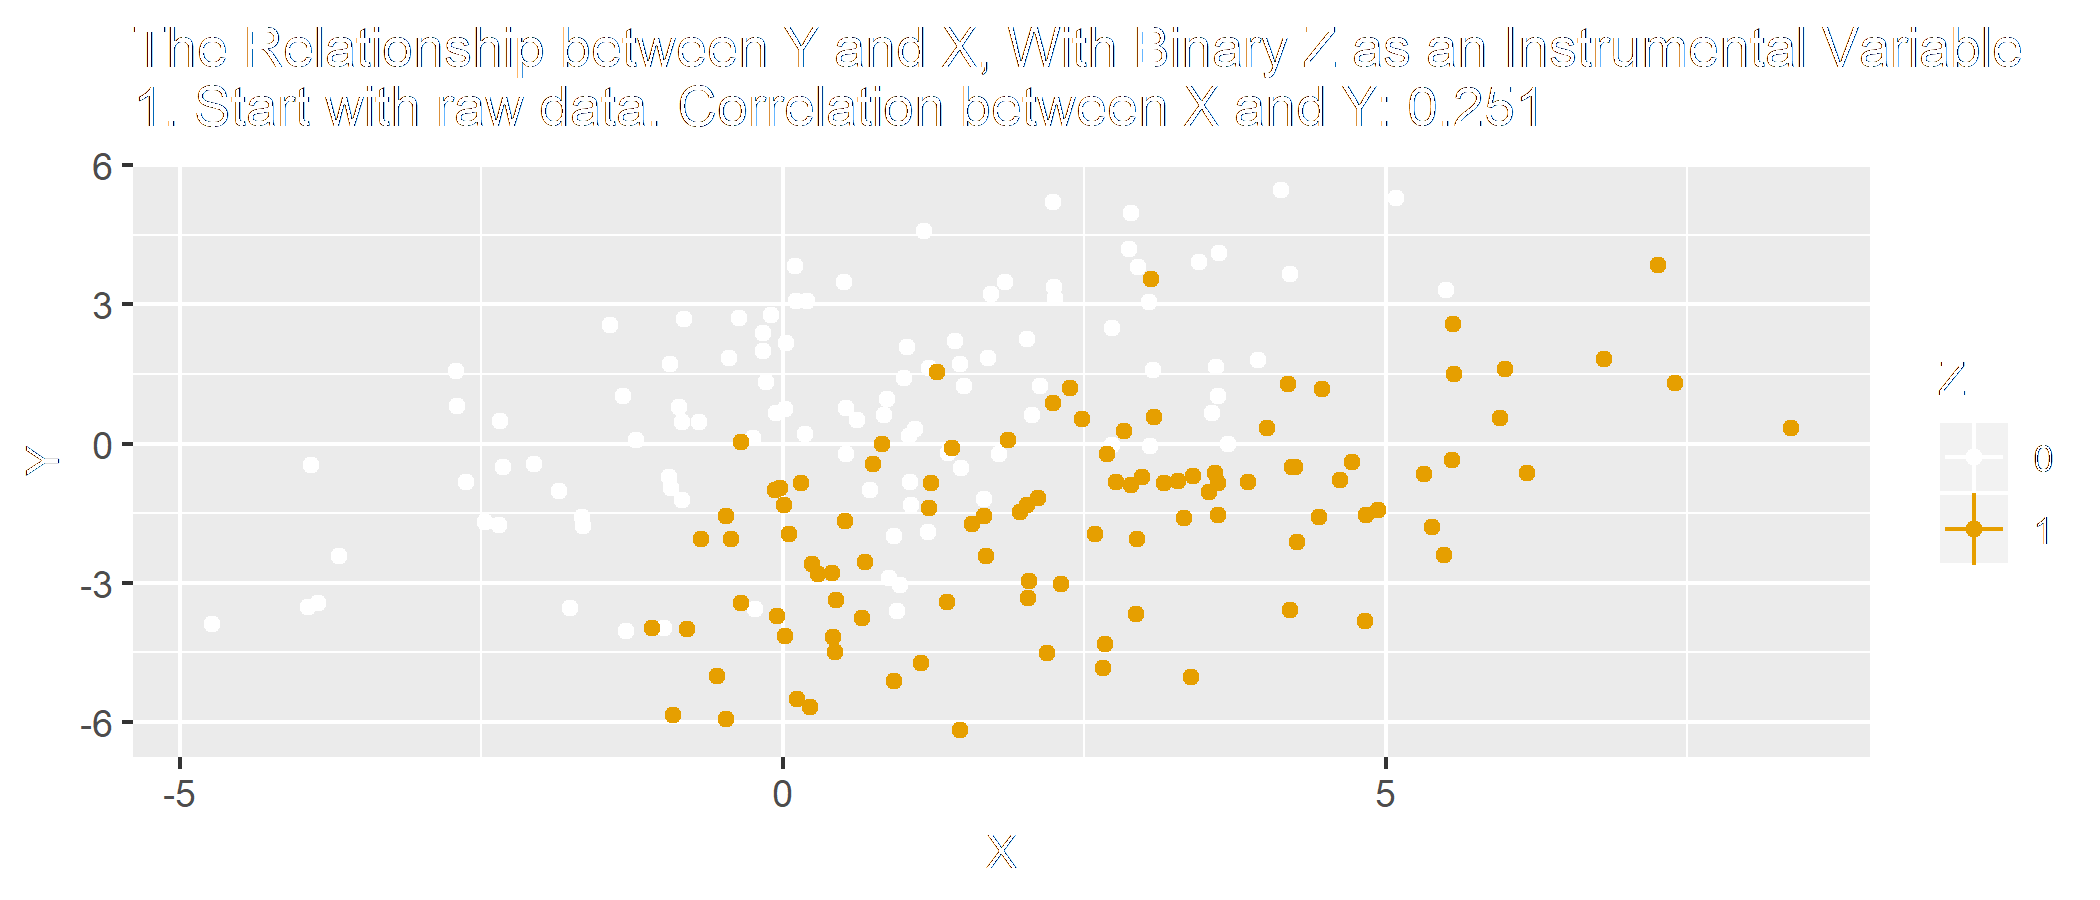 The Relationship between Y and X, With Binary Z as an Instrumental Variable
1. Start with raw data. Correlation between X and Y: 0.251
6
3
0
-3
-6
Y
-5
0
5
X
Z
0
1